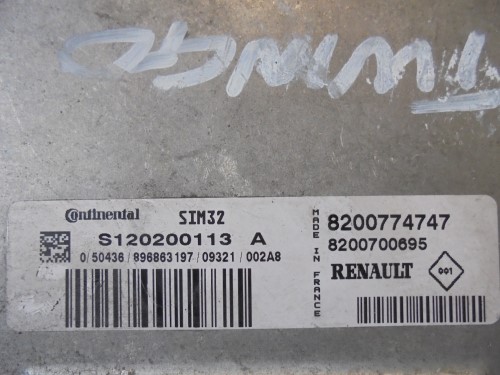 TWINGO
Continental SIM32
S120200113 A
0/50436/896863197/09321/002A8
MADE IN FRANCE
8200774747
8200700695
RENAULT 001